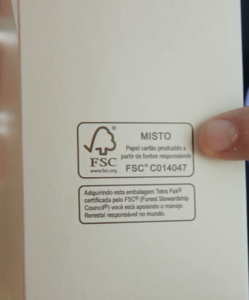 MISTO
Papel cartão produzido a
partir de fontes responsáveis
FSC
www.fsc.org
FSC® C014047
Adquirindo esta embalagem Tetra Pak®
certificada pelo FSC® (Forest Stewardship
Council®) você está apoiando o manejo
florestal responsável no mundo.